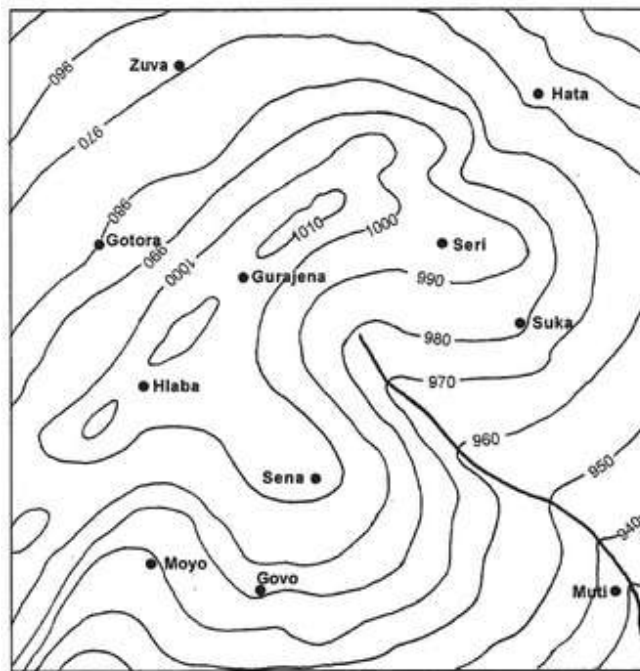 Zuva
960
Hata
970
980
Gotora
990
1000
1010
1000
Seri
Gurajena
990
Suka
980
970
Hlaba
960
950
Sena
940
Moyo
Govo
Muti